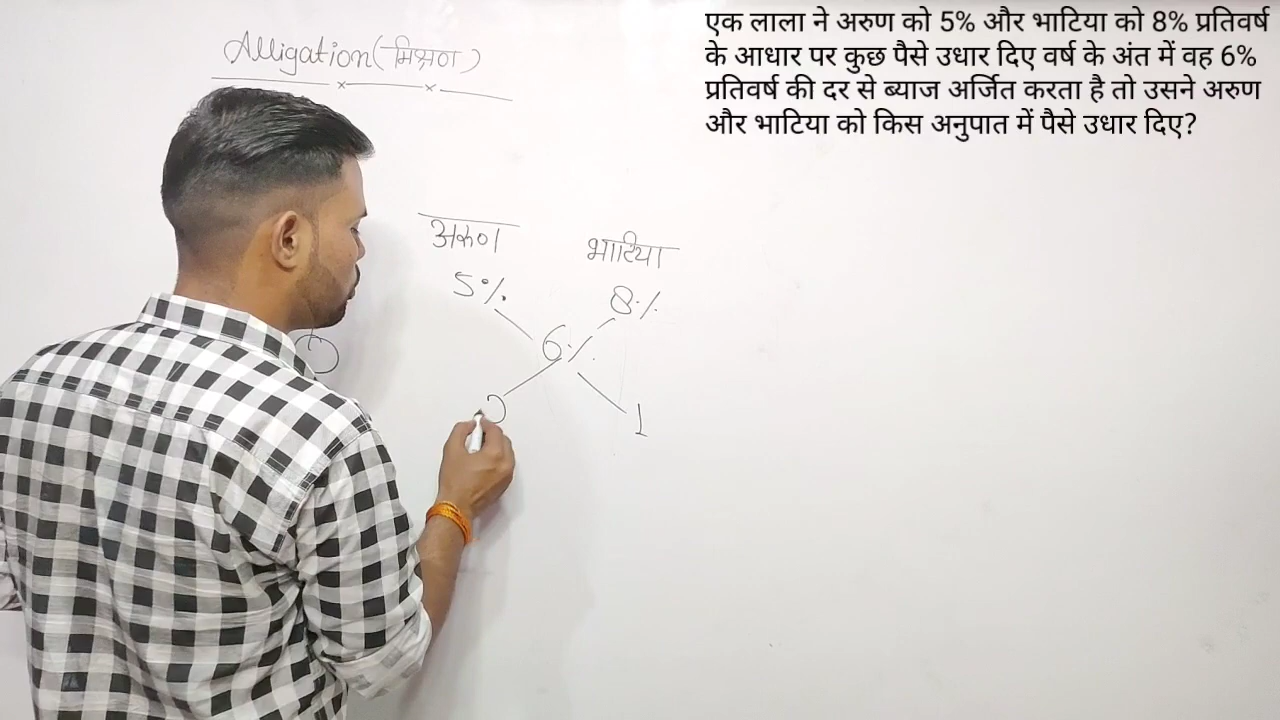 Alligation (मिश्रण)
एक लाला ने अरुण को 5% और भाटिया को 8% प्रतिवर्ष
के आधार पर कुछ पैसे उधार दिए वर्ष के अंत में वह 6%
प्रतिवर्ष की दर से ब्याज अर्जित करता है तो उसने अरुण
और भाटिया को किस अनुपात में पैसे उधार दिए?
अरुण भाटिया
5% 8%
6%
1